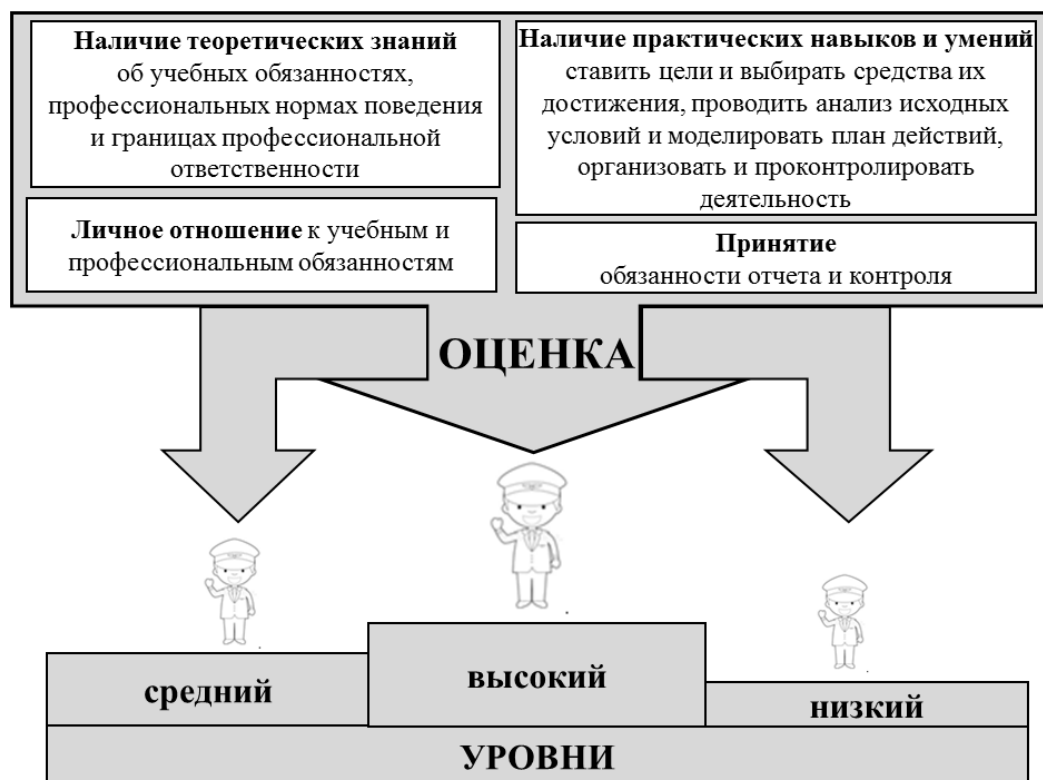 Наличие теоретических знаний
об учебных обязанностях,
профессиональных нормах поведения
и границах профессиональной
ответственности
Наличие практических навыков и умений
ставить цели и выбирать средства их
достижения, проводить анализ исходных
условий и моделировать план действий,
организовать и проконтролировать
деятельность
Личное отношение к учебным и
профессиональным обязанностям
Принятие
обязанности отчета и контроля
ОЦЕНКА
средний
высокий
низкий
УРОВНИ